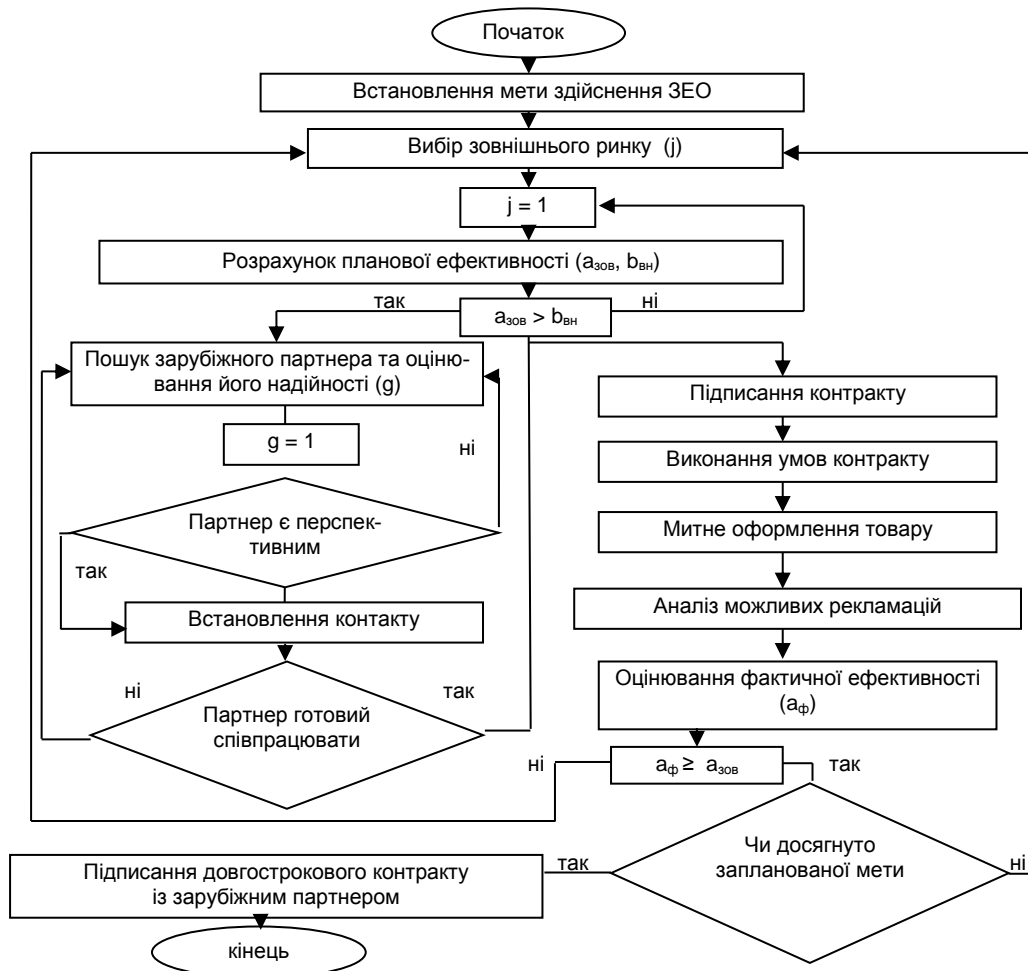 Початок
Встановлення мети здійснення ЗЕО
Вибір зовнішнього ринку (j)
j = 1
Розрахунок планової ефективності (aзов, bвн)
так
ні
aзов > bвн
Пошук зарубіжного партнера та оціню-
вання його надійності (g)
g = 1
ні
Партнер є перспек-
тивним
так
Встановлення контакту
ні
так
Партнер готовий
співпрацювати
Підписання контракту
Виконання умов контракту
Митне оформлення товару
Аналіз можливих рекламацій
Оцінювання фактичної ефективності
(aф)
ні
aф ≥ aзов
так
Чи досягнуто
запланованої мети
так
ні
Підписання довгострокового контракту
із зарубіжним партнером
кінець